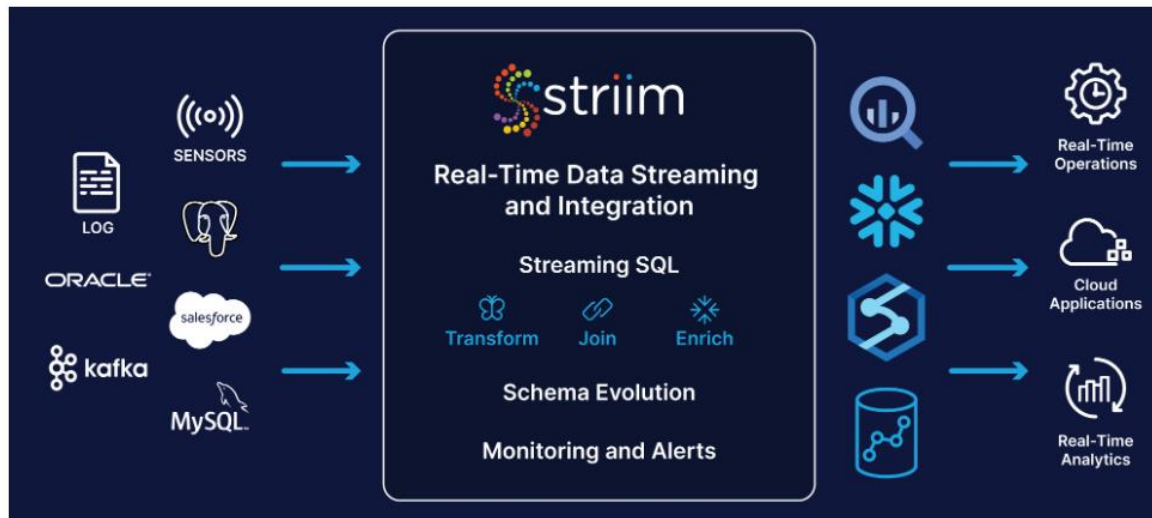 SENSORS
LOG
ORACLE®
salesforce
kafka
MySQL™
striim
Real-Time Data Streaming
and Integration
Streaming SQL
Transform Join Enrich
Schema Evolution
Monitoring and Alerts
Real-Time
Operations
Cloud
Applications
Real-Time
Analytics